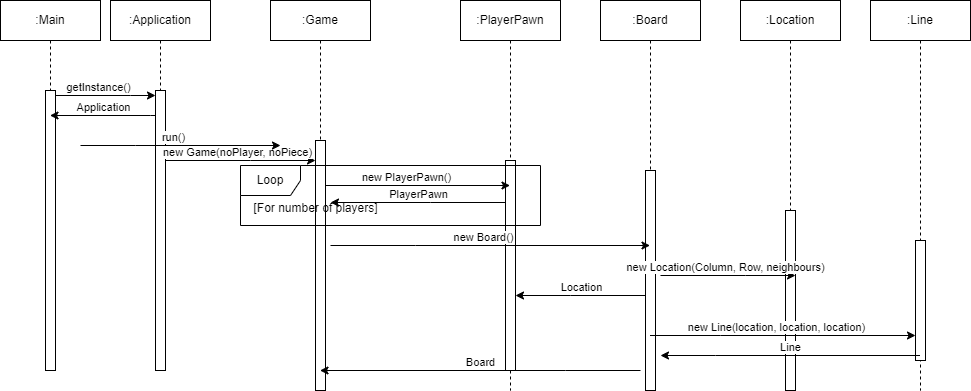 :Main
:Application
:Game
:PlayerPawn
:Board
:Location
:Line
getInstance()
Application
run()
new Game(noPlayer, noPiece)
Loop
new PlayerPawn()
PlayerPawn
[For number of players]
new Board()
new Location(Column, Row, neighbours)
Location
new Line(location, location, location)
Line
Board